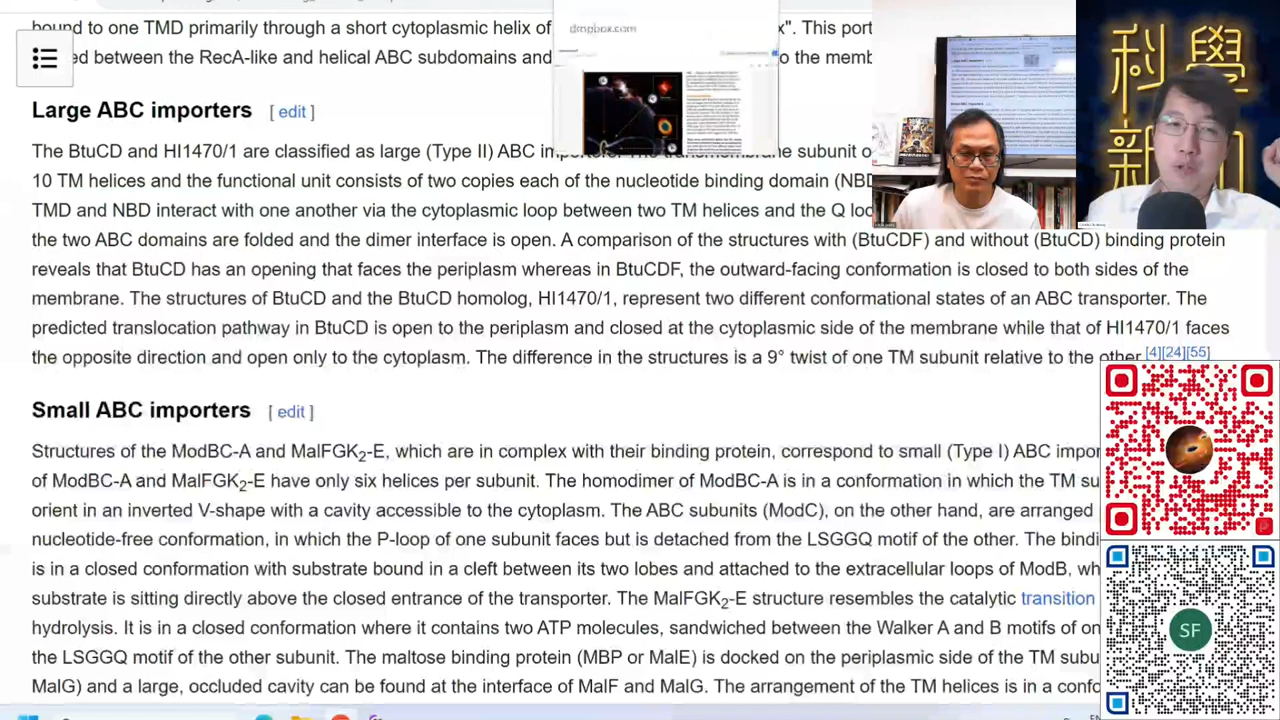 bound to one TMD primarily through a short cytoplasmic helix of
x". This port
dropbox.com
the RecA-
ABC subdomains and
o the memb
Large ABC importers [ edit ]
The BtuCD and HI1470/1
large (Type
10 TM helices and the functional unit consists of two copies each of the nucleotide binding domain (NBD
TMD and NBD interact with one another via the cytoplasmic loop between two TM helices and the Q loo
the two ABC domains are folded and the dimer interface is open. A comparison of the structures with (BtuCDF) and without (BtuCD) binding protein
reveals that BtuCD has an opening that faces the periplasm whereas in BtuCDF, the outward-facing conformation is closed to both sides of the
membrane. The structures of BtuCD and the BtuCD homolog, HI1470/1, represent two different conformational states of an ABC transporter. The
predicted translocation pathway in BtuCD is open to the periplasm and closed at the cytoplasmic side of the membrane while that of HI1470/1 faces
the opposite direction and open only to the cytoplasm. The difference in the structures is a 9° twist of one TM subunit relative to the other.[4][24][55]
Small ABC importers [ edit ]
Structures of the ModBC-A and MalFGK2-E, which are in complex with their binding protein, correspond to small (Type I) ABC impor
of ModBC-A and MalFGK2-E have only six helices per subunit. The homodimer of ModBC-A is in a conformation in which the TM su
orient in an inverted V-shape with a cavity accessible to the cytoplasm. The ABC subunits (ModC), on the other hand, are arranged
nucleotide-free conformation, in which the P-loop of one subunit faces but is detached from the LSGGQ motif of the other. The bindi
is in a closed conformation with substrate bound in a cleft between its two lobes and attached to the extracellular loops of ModB, wh
substrate is sitting directly above the closed entrance of the transporter. The MalFGK2-E structure resembles the catalytic transition
hydrolysis. It is in a closed conformation where it contains two ATP molecules, sandwiched between the Walker A and B motifs of on
the LSGGQ motif of the other subunit. The maltose binding protein (MBP or MalE) is docked on the periplasmic side of the TM subu
MalG) and a large, occluded cavity can be found at the interface of MalF and MalG. The arrangement of the TM helices is in a confo
科學
SF